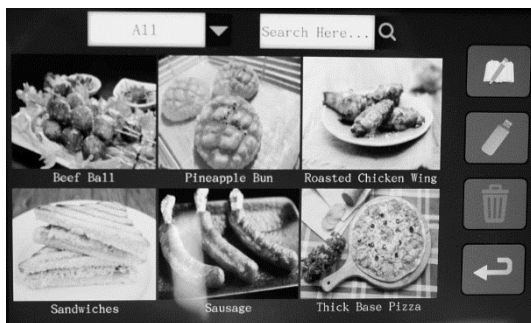 All
Search Here...
Beef Ball
Pineapple Bun
Roasted Chicken Wing
Sandwiches
Sausage
Thick Base Pizza